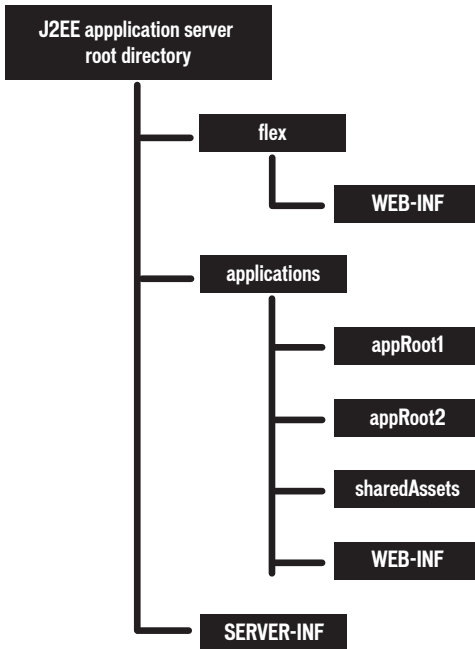 J2EE appplication server
root directory
flex
WEB-INF
applications
appRoot1
appRoot2
sharedAssets
WEB-INF
SERVER-INF